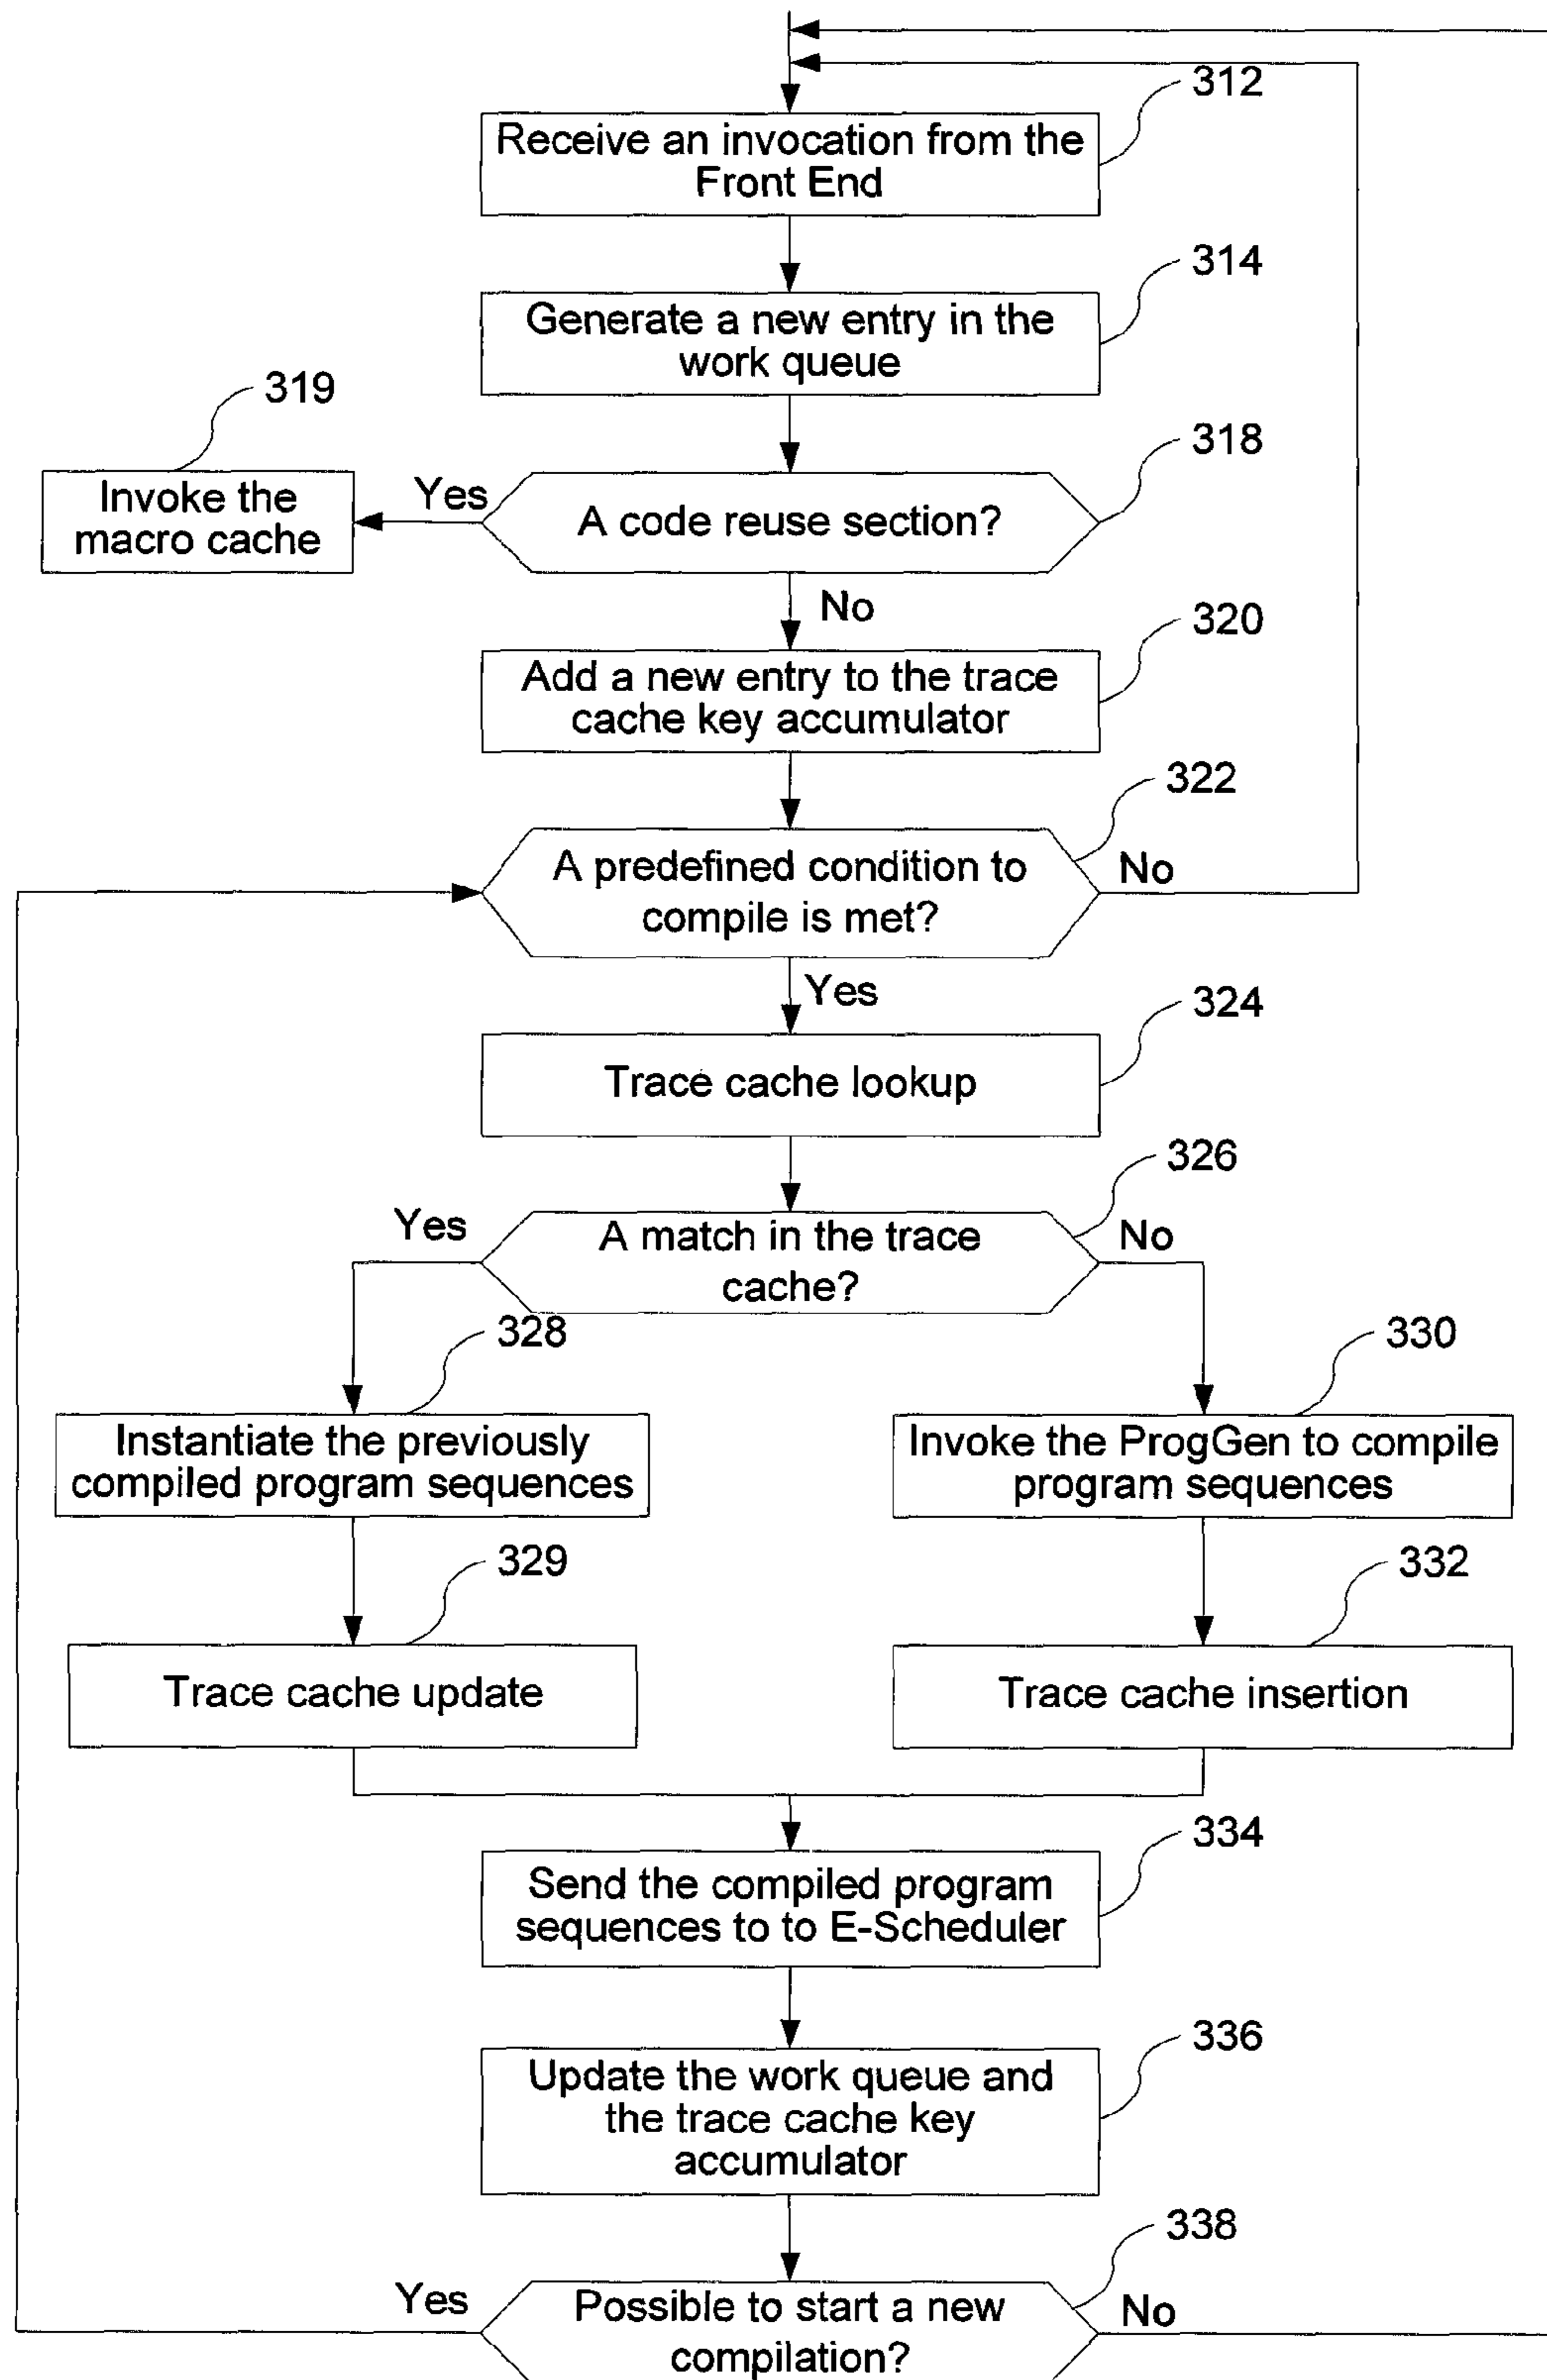 312
Receive an invocation from the
Front End
314
Generate a new entry in the
work queue
319
318
Invoke the
macro cache
Yes
A code reuse section?
No
320
Add a new entry to the trace
cache key accumulator
322
A predefined condition to
compile is met?
No
Yes
324
Trace cache lookup
326
Yes
A match in the trace
cache?
No
328
330
Instantiate the previously
compiled program sequences
Invoke the ProgGen to compile
program sequences
329
332
Trace cache update
Trace cache insertion
334
Send the compiled program
sequences to to E-Scheduler
336
Update the work queue and
the trace cache key
accumulator
338
Yes
Possible to start a new
compilation?
No